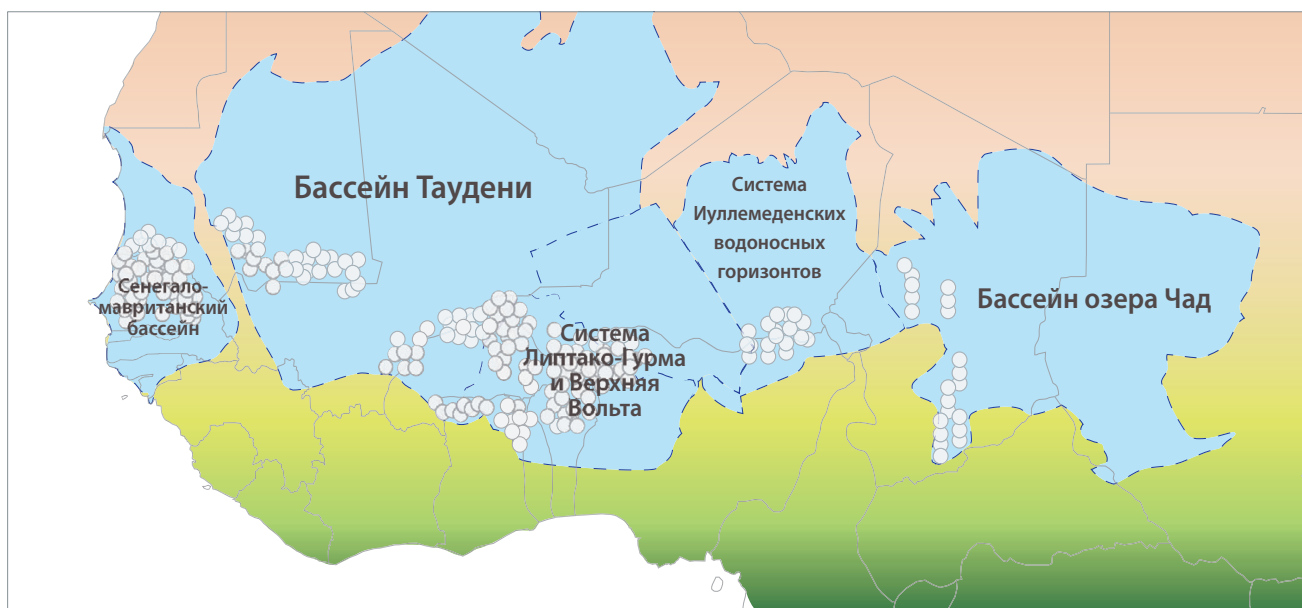 Бассейн Таудени
Система
Иуллемеденских
водоносных
горизонтов
Бассейн озера Чад
Сенегало-
мавританский
бассейн
Система
Липтако-Гурма
и Верхняя
Вольта